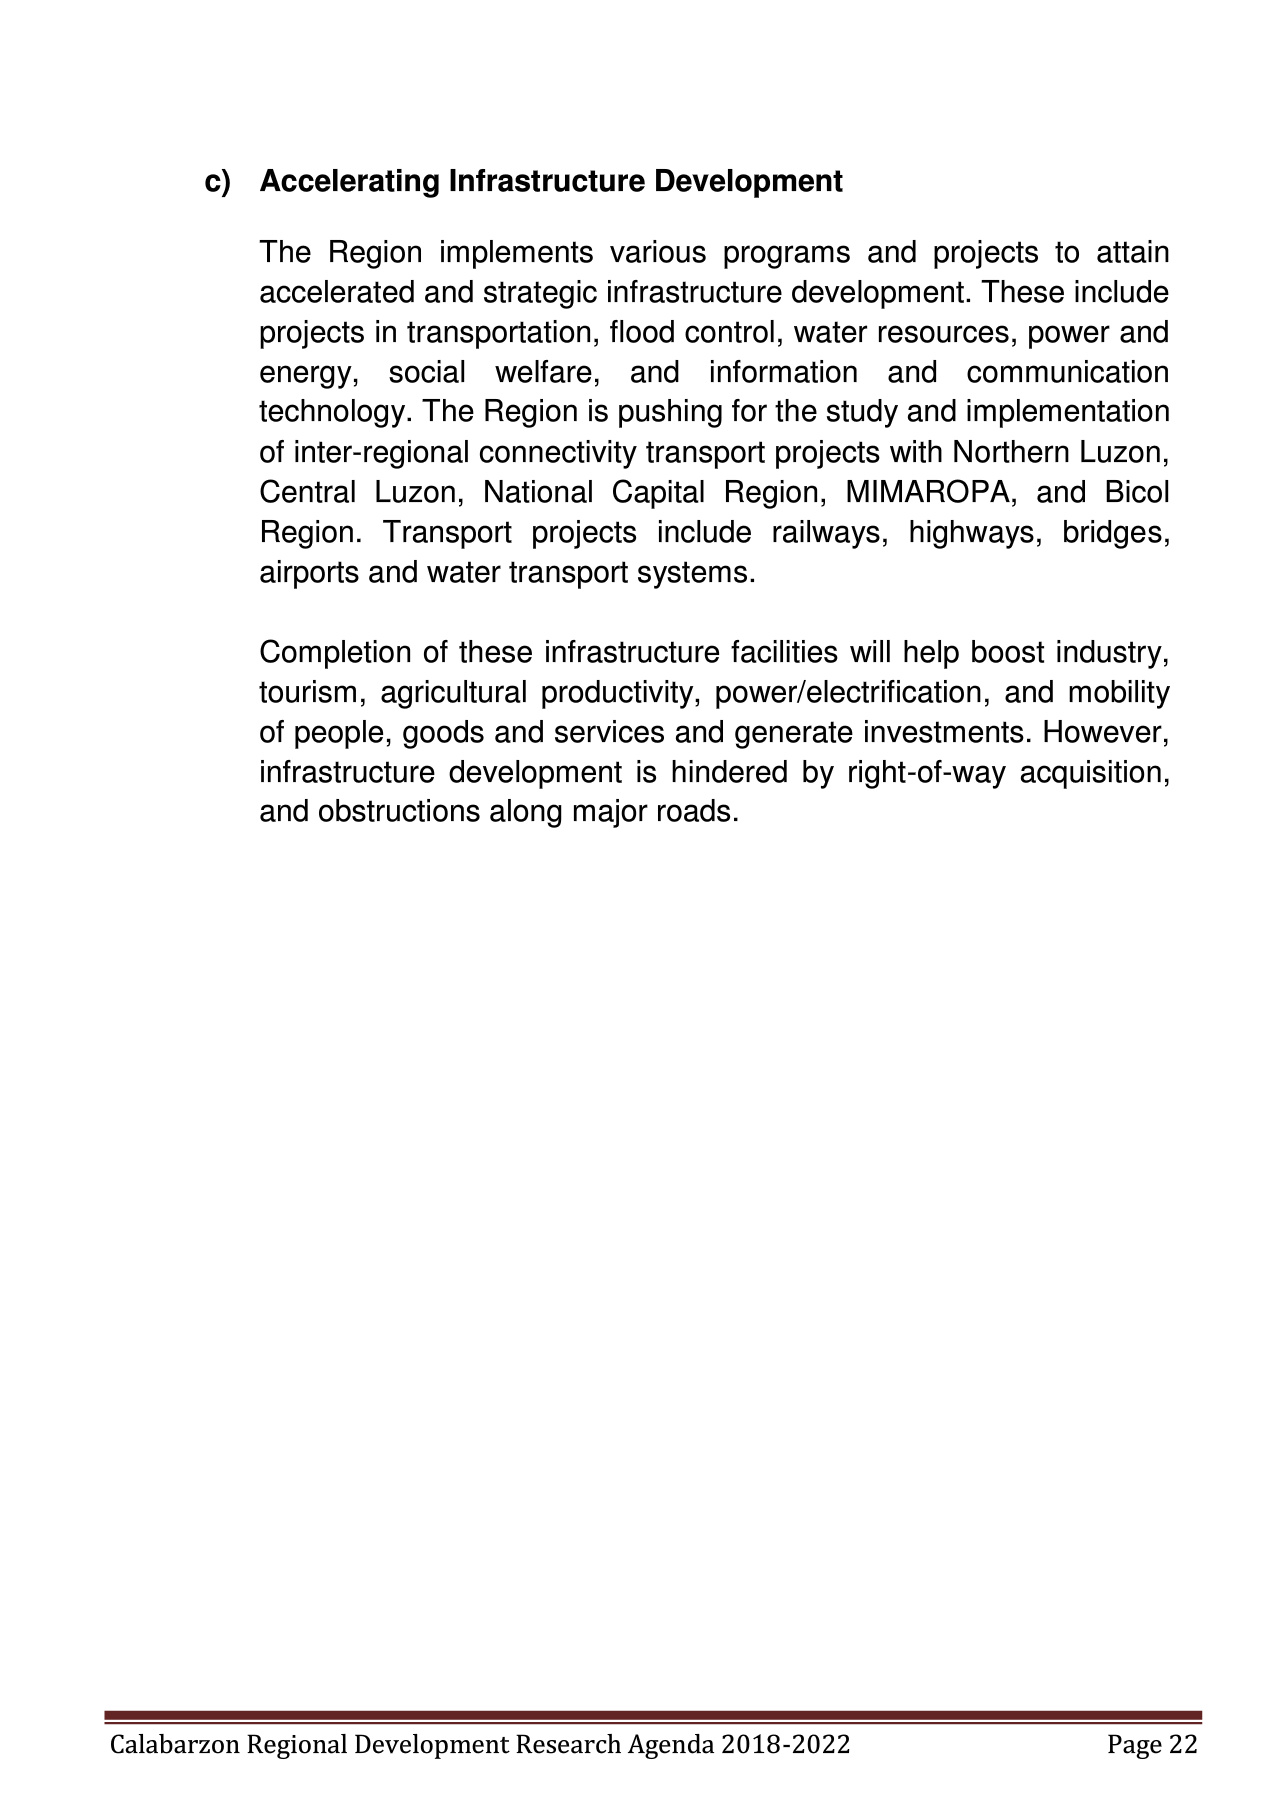 c) Accelerating Infrastructure Development
The Region implements various programs and projects to attain
accelerated and strategic infrastructure development. These include
projects in transportation, flood control, water resources, power and
energy, social welfare, and information and communication
technology. The Region is pushing for the study and implementation
of inter-regional connectivity transport projects with Northern Luzon,
Central Luzon, National Capital Region, MIMAROPA, and Bicol
Region. Transport projects include railways, highways, bridges,
airports and water transport systems.
Completion of these infrastructure facilities will help boost industry,
tourism, agricultural productivity, power/electrification, and mobility
of people, goods and services and generate investments. However,
infrastructure development is hindered by right-of-way acquisition,
and obstructions along major roads.
Calabarzon Regional Development Research Agenda 2018-2022 Page 22